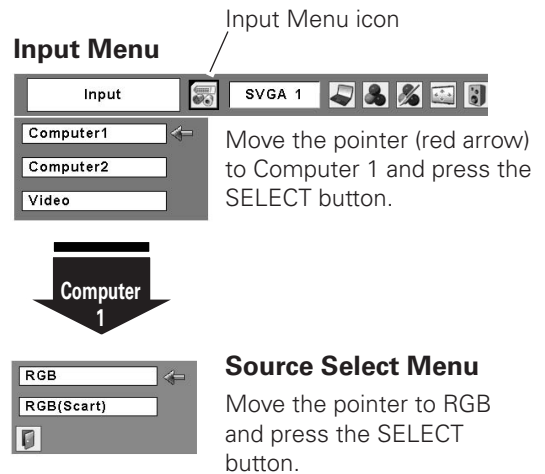 Input Menu icon
Input Menu
Input
SVGA 1
Computer1
Computer2
Video
Move the pointer (red arrow)
to Computer 1 and press the
SELECT button.
Computer
1
RGB
RGB(Scart)
Source Select Menu
Move the pointer to RGB
and press the SELECT
button.